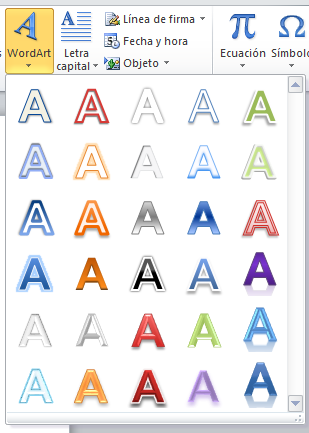 s
WordArt
Letra
capital
Línea de firma
Fecha y hora
Objeto
π
Ecuación
Ω
Símbolo
A A A A A
A A A A A
A A A A A
A A A A A
A A A A A
A A A A A